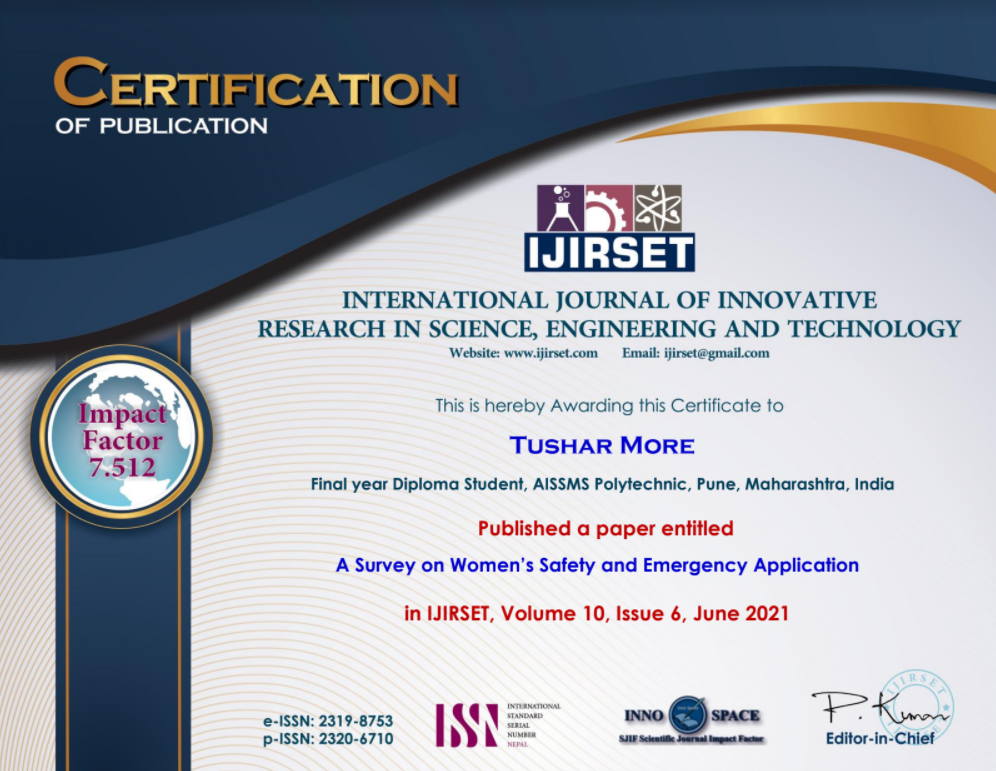 CERTIFICATION
OF PUBLICATION
IJIRSET
INTERNATIONAL JOURNAL OF INNOVATIVE
RESEARCH IN SCIENCE, ENGINEERING AND TECHNOLOGY
Website: www.ijirset.com Email: ijirset@gmail.com
Impact
Factor
7.512
This is hereby Awarding this Certificate to
TUSHAR MORE
Final year Diploma Student, AISSMS Polytechnic, Pune, Maharashtra, India
Published a paper entitled
A Survey on Women’s Safety and Emergency Application
in IJIRSET, Volume 10, Issue 6, June 2021
e-ISSN: 2319-8753
p-ISSN: 2320-6710
ISSN
INTERNATIONAL
STANDARD
SERIAL
NUMBER
NEPAL
INNO SPACE
SJIF Scientific Journal Impact Factor
IJIRSET
P. Kumar
Editor-in-Chief